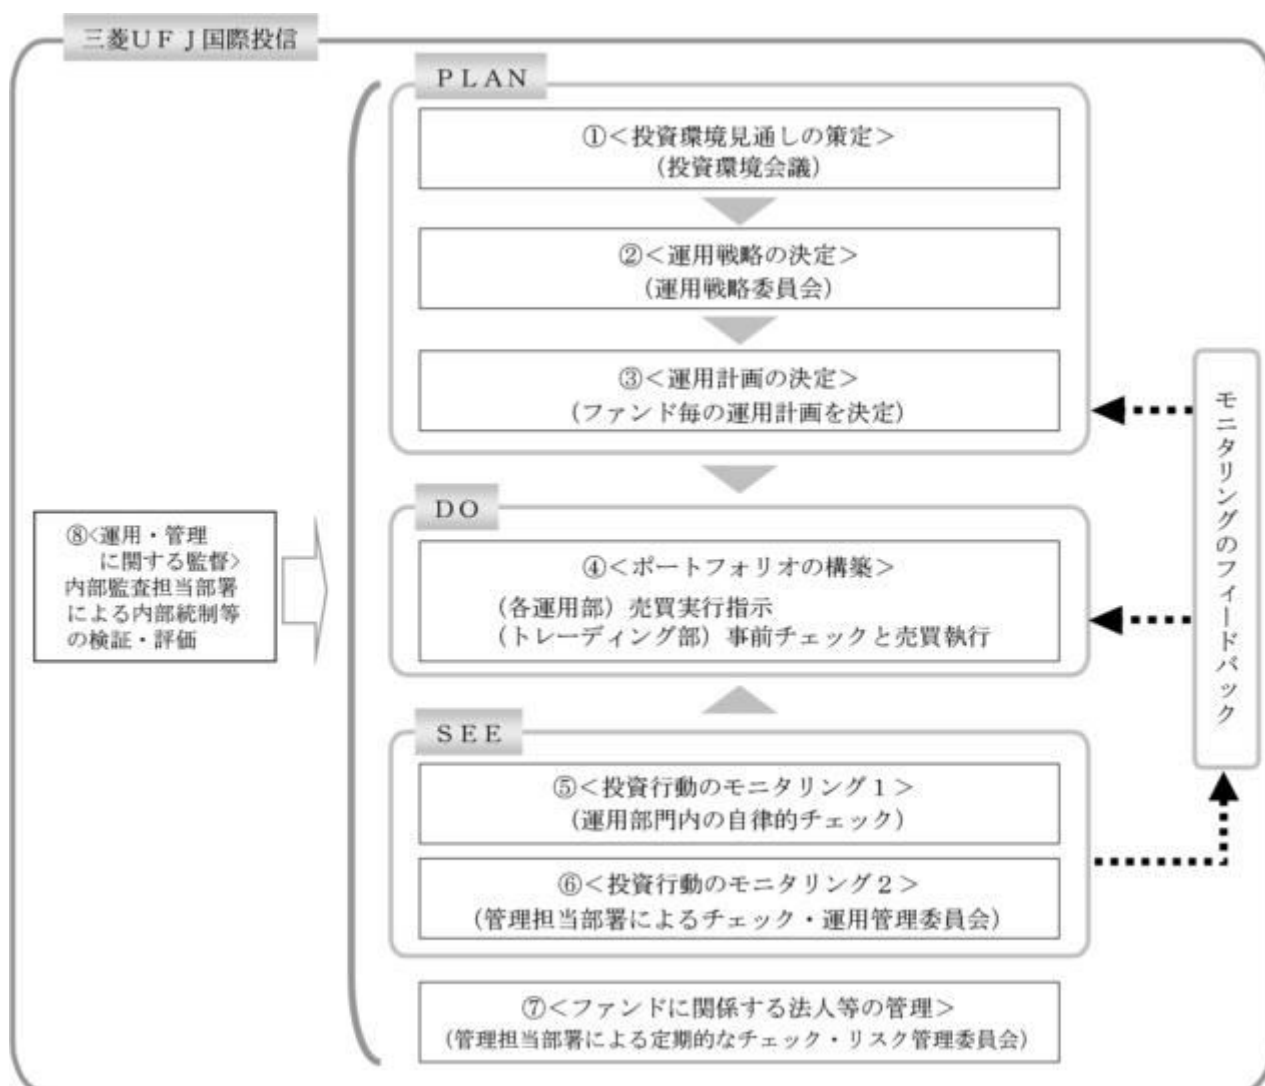 三菱ＵＦＪ国際投信
ＰＬＡＮ
①＜投資環境見通しの策定＞
（投資環境会議）
②＜運用戦略の決定＞
（運用戦略委員会）
③＜運用計画の決定＞
（ファンド毎の運用計画を決定）
ＤＯ
④＜ポートフォリオの構築＞
（各運用部）売買実行指示
（トレーディング部）事前チェックと売買執行
ＳＥＥ
⑤＜投資行動のモニタリング１＞
（運用部門内の自律的チェック）
⑥＜投資行動のモニタリング２＞
（管理担当部署によるチェック・運用管理委員会）
⑦＜ファンドに関係する法人等の管理＞
（管理担当部署による定期的なチェック・リスク管理委員会）
⑧<運用・管理
に関する監督>
内部監査担当部署
による内部統制等
の検証・評価
モニタリングのフィードバック